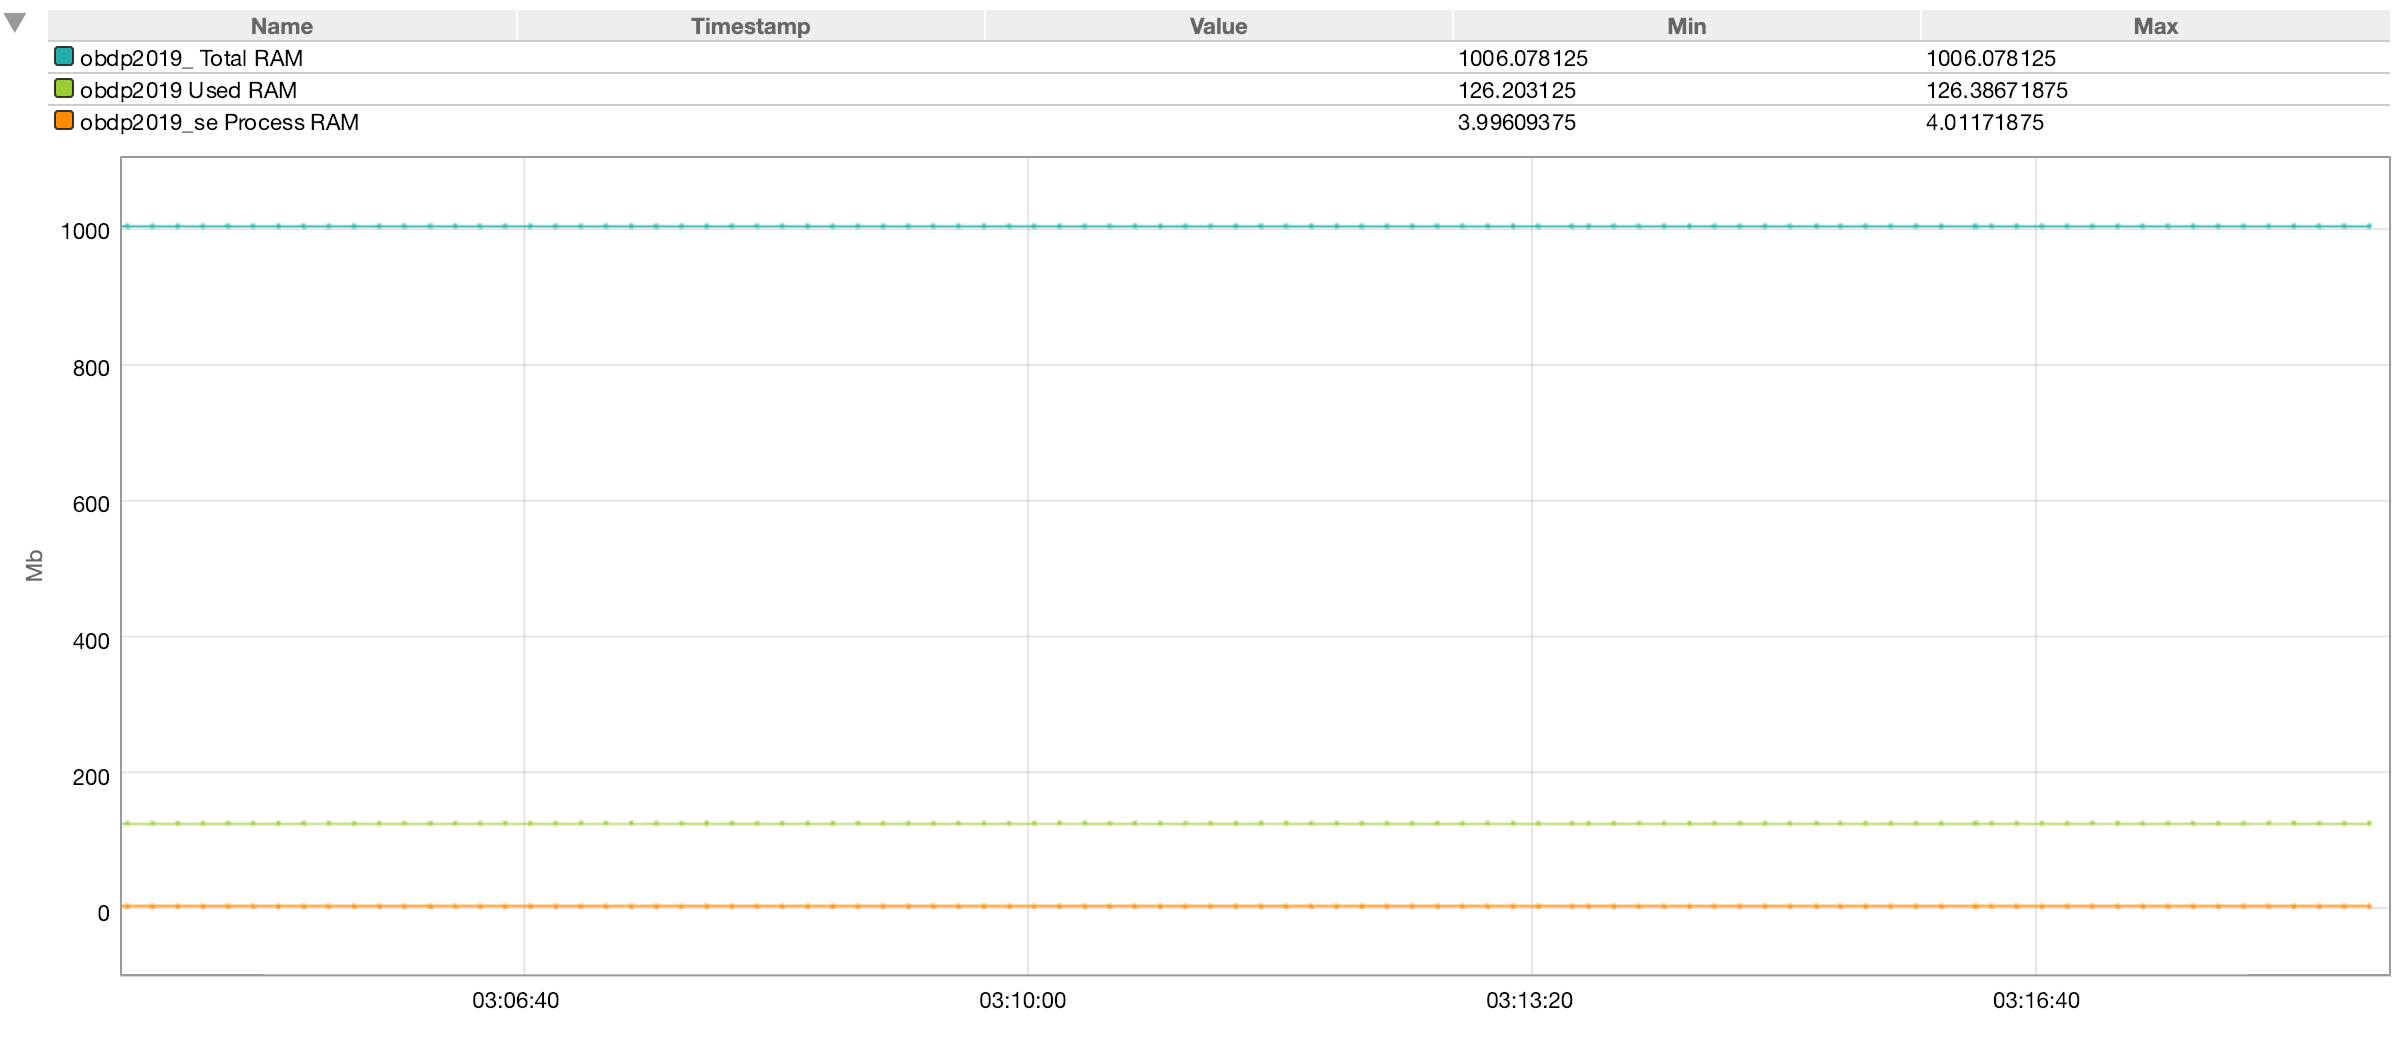 Name Timestamp Value Min Max
obdp2019_ Total RAM 1006.078125 1006.078125
obdp2019 Used RAM 126.203125 126.38671875
obdp2019_se Process RAM 3.99609375 4.01171875
1000
800
600
Mb
400
200
0
03:06:40 03:10:00 03:13:20 03:16:40